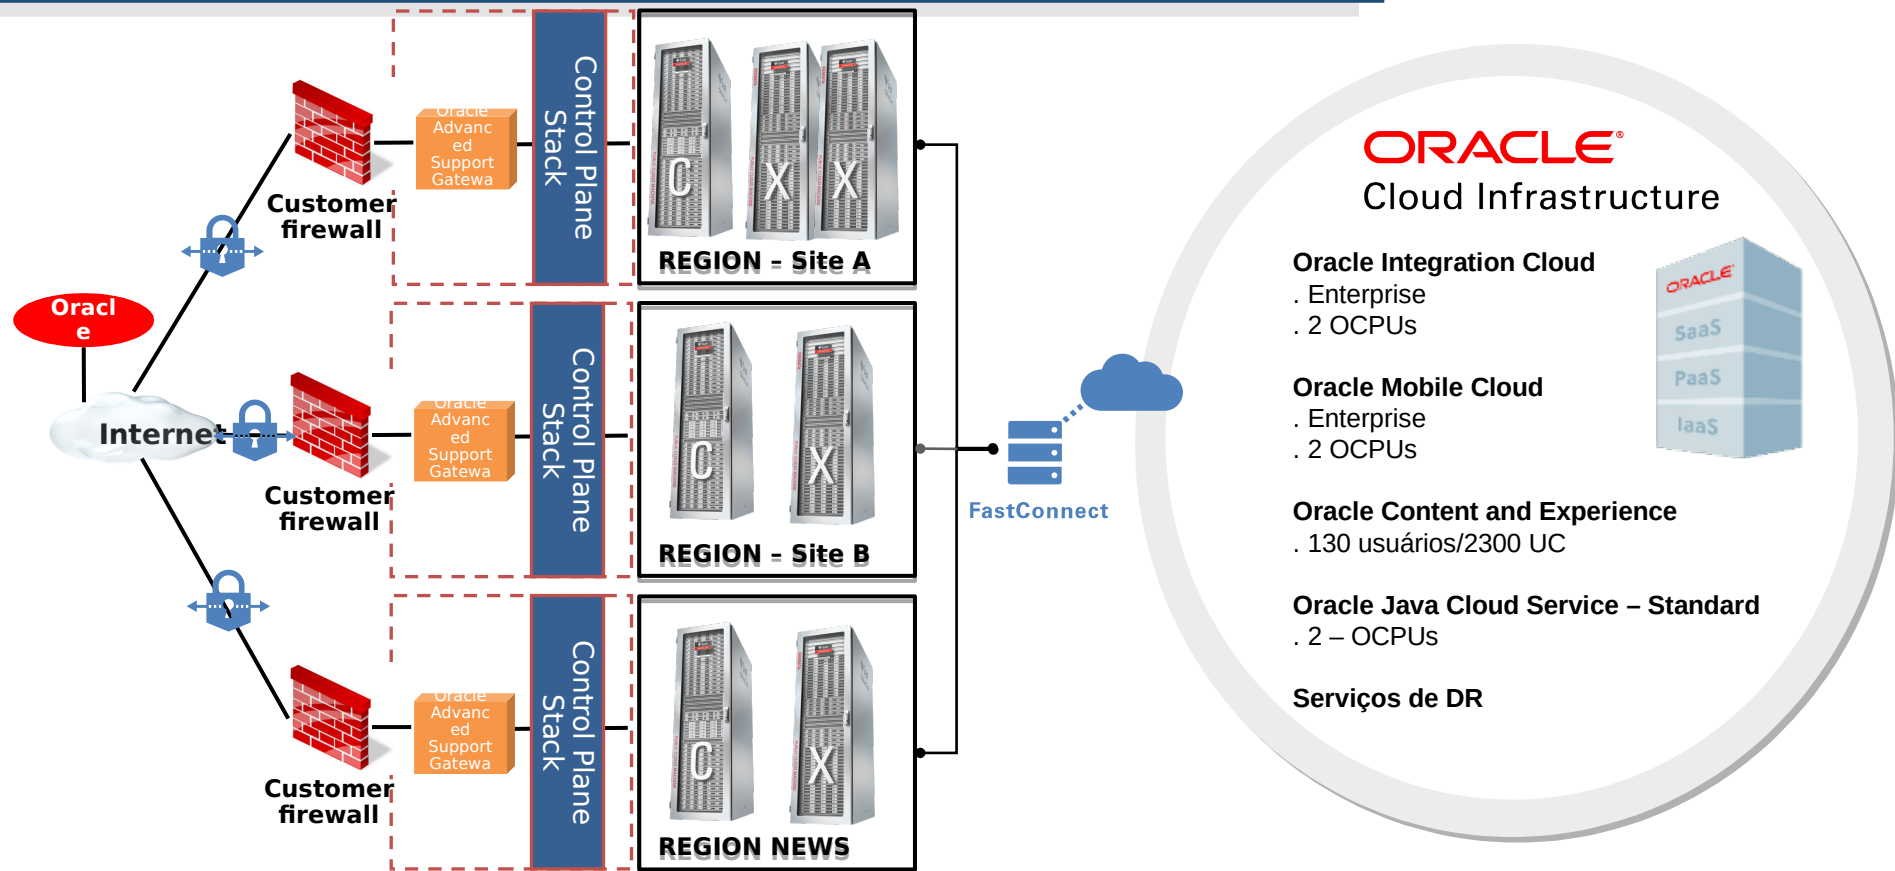 Oracl
e
Internet
Customer
firewall
Oracle
Advanc
ed
Support
Gatewa
Control Plane
Stack
C
X
X
REGION – Site A
Customer
firewall
Oracle
Advanc
ed
Support
Gatewa
Control Plane
Stack
C
X
REGION – Site B
Customer
firewall
Oracle
Advanc
ed
Support
Gatewa
Control Plane
Stack
C
X
REGION NEWS
FastConnect
ORACLE®
Cloud Infrastructure
Oracle Integration Cloud
. Enterprise
. 2 OCPUs
Oracle Mobile Cloud
. Enterprise
. 2 OCPUs
Oracle Content and Experience
. 130 usuários/2300 UC
Oracle Java Cloud Service – Standard
. 2 – OCPUs
Serviços de DR
ORACLE
SaaS
PaaS
IaaS